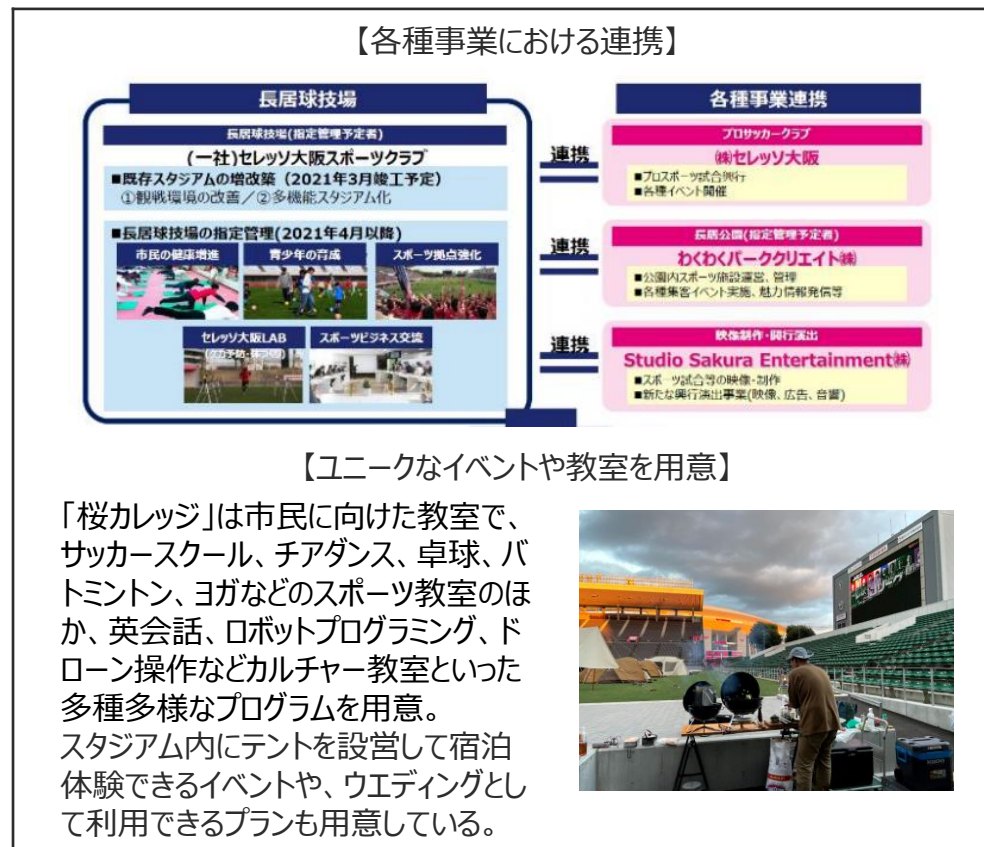 【各種事業における連携】
長居球技場
長居球技場(指定管理予定者)
(一社)セレッソ大阪スポーツクラブ
■既存スタジアムの増改築（2021年3月竣工予定）
①観戦環境の改善／②多機能スタジアム化
■長居球技場の指定管理(2021年4月以降)
市民の健康増進 青少年の育成 スポーツ拠点強化
セレッソ大阪LAB スポーツビジネス交流
連携
連携
連携
各種事業連携
プロサッカークラブ
㈱セレッソ大阪
■プロスポーツ試合興行
■各種イベント開催
長居公園(指定管理予定者)
わくわくパーククリエイト㈱
■公園内スポーツ施設運営、管理
■各種集客イベント実施、魅力情報発信等
映像制作・興行演出
Studio Sakura Entertainment㈱
■スポーツ試合等の映像・制作
■新たな興行演出事業(映像、広告、音響)
【ユニークなイベントや教室を用意】
「桜カレッジ」は市民に向けた教室で、
サッカースクール、チアダンス、卓球、バ
トミントン、ヨガなどのスポーツ教室のほ
か、英会話、ロボットプログラミング、ド
ローン操作などカルチャー教室といった
多種多様なプログラムを用意。
スタジアム内にテントを設営して宿泊
体験できるイベントや、ウエディングとし
て利用できるプランも用意している。